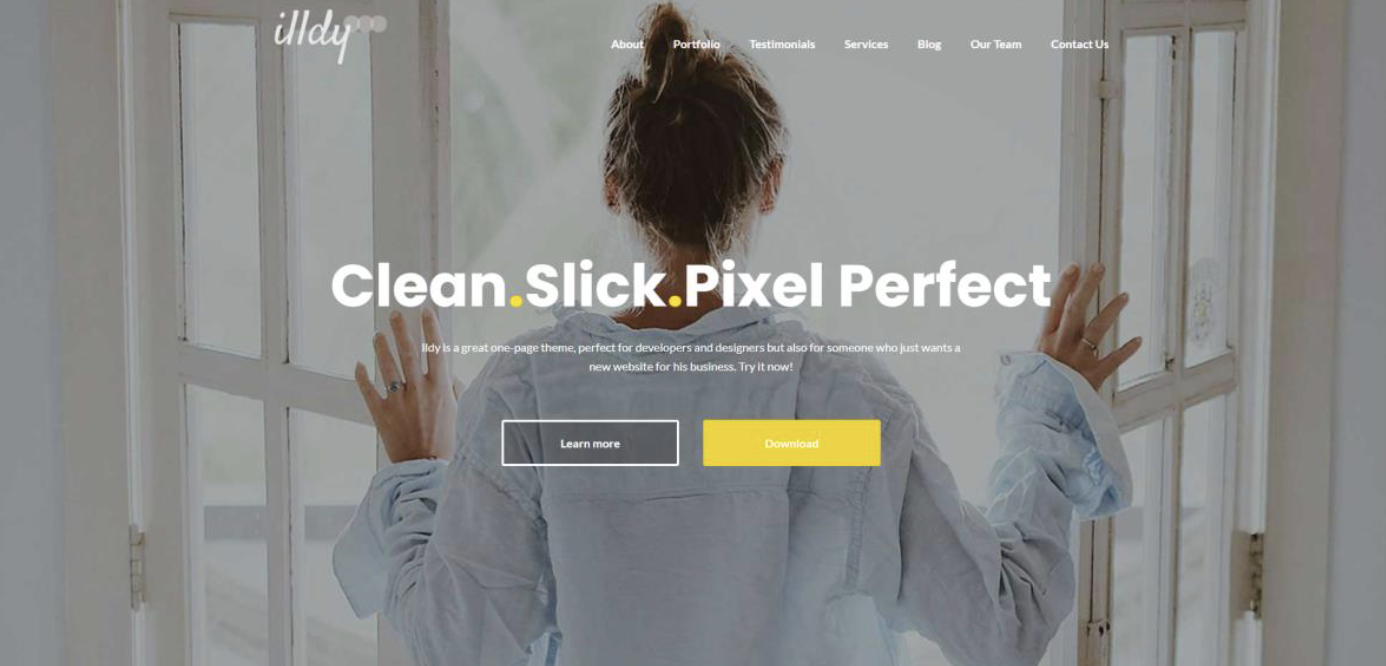 illdy
About Portfolio Testimonials Services Blog Our Team Contact Us
Clean.Slick.Pixel Perfect
lldy is a great one-page theme, perfect for developers and designers but also for someone who just wants a
new website for his business. Try it now!
Learn more Download